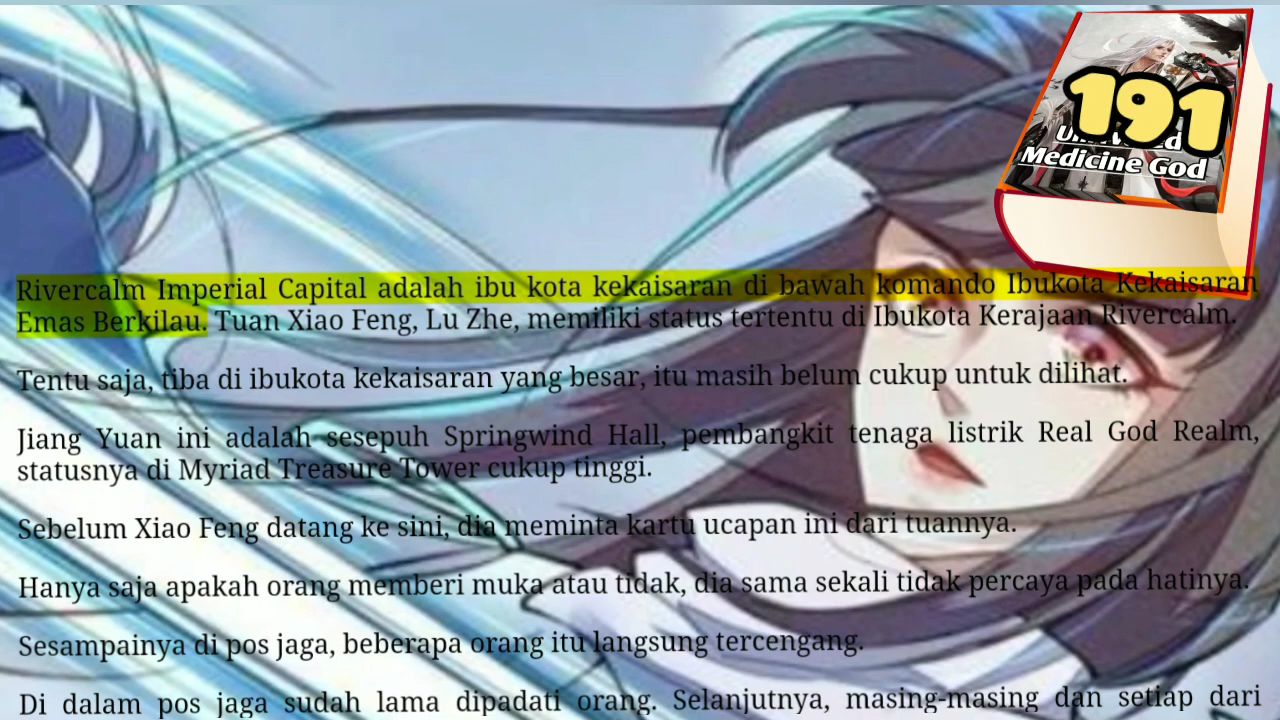 191
Medicine God
Rivercalm Imperial Capital adalah ibu kota kekaisaran di bawah komando Ibukota Kekaisaran
Emas Berkilau. Tuan Xiao Feng, Lu Zhe, memiliki status tertentu di Ibukota Kerajaan Rivercalm.
Tentu saja, tiba di ibukota kekaisaran yang besar, itu masih belum cukup untuk dilihat.
Jiang Yuan ini adalah sesepuh Springwind Hall, pembangkit tenaga listrik Real God Realm,
statusnya di Myriad Treasure Tower cukup tinggi.
Sebelum Xiao Feng datang ke sini, dia meminta kartu ucapan ini dari tuannya.
Hanya saja apakah orang memberi muka atau tidak, dia sama sekali tidak percaya pada hatinya.
Sesampainya di pos jaga, beberapa orang itu langsung tercengang.
Di dalam pos jaga sudah lama dipadati orang. Selanjutnya, masing-masing dan setiap dari